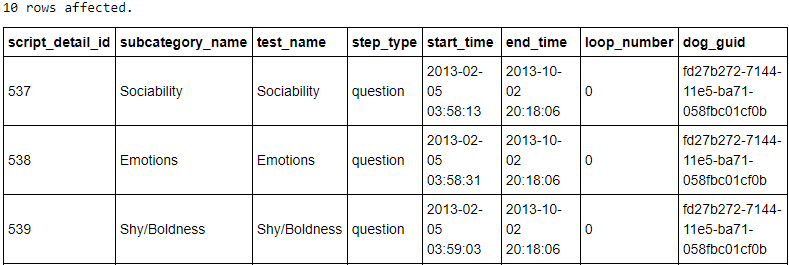 10 rows affected.
script_detail_id subcategory_name test_name step_type start_time end_time loop_number dog_guid
537 Sociability Sociability question 2013-02-05 03:58:13 2013-10-02 20:18:06 0 fd27b272-7144-11e5-ba71-058fbc01cf0b
538 Emotions Emotions question 2013-02-05 03:58:31 2013-10-02 20:18:06 0 fd27b272-7144-11e5-ba71-058fbc01cf0b
539 Shy/Boldness Shy/Boldness question 2013-02-05 03:59:03 2013-10-02 20:18:06 0 fd27b272-7144-11e5-ba71-058fbc01cf0b